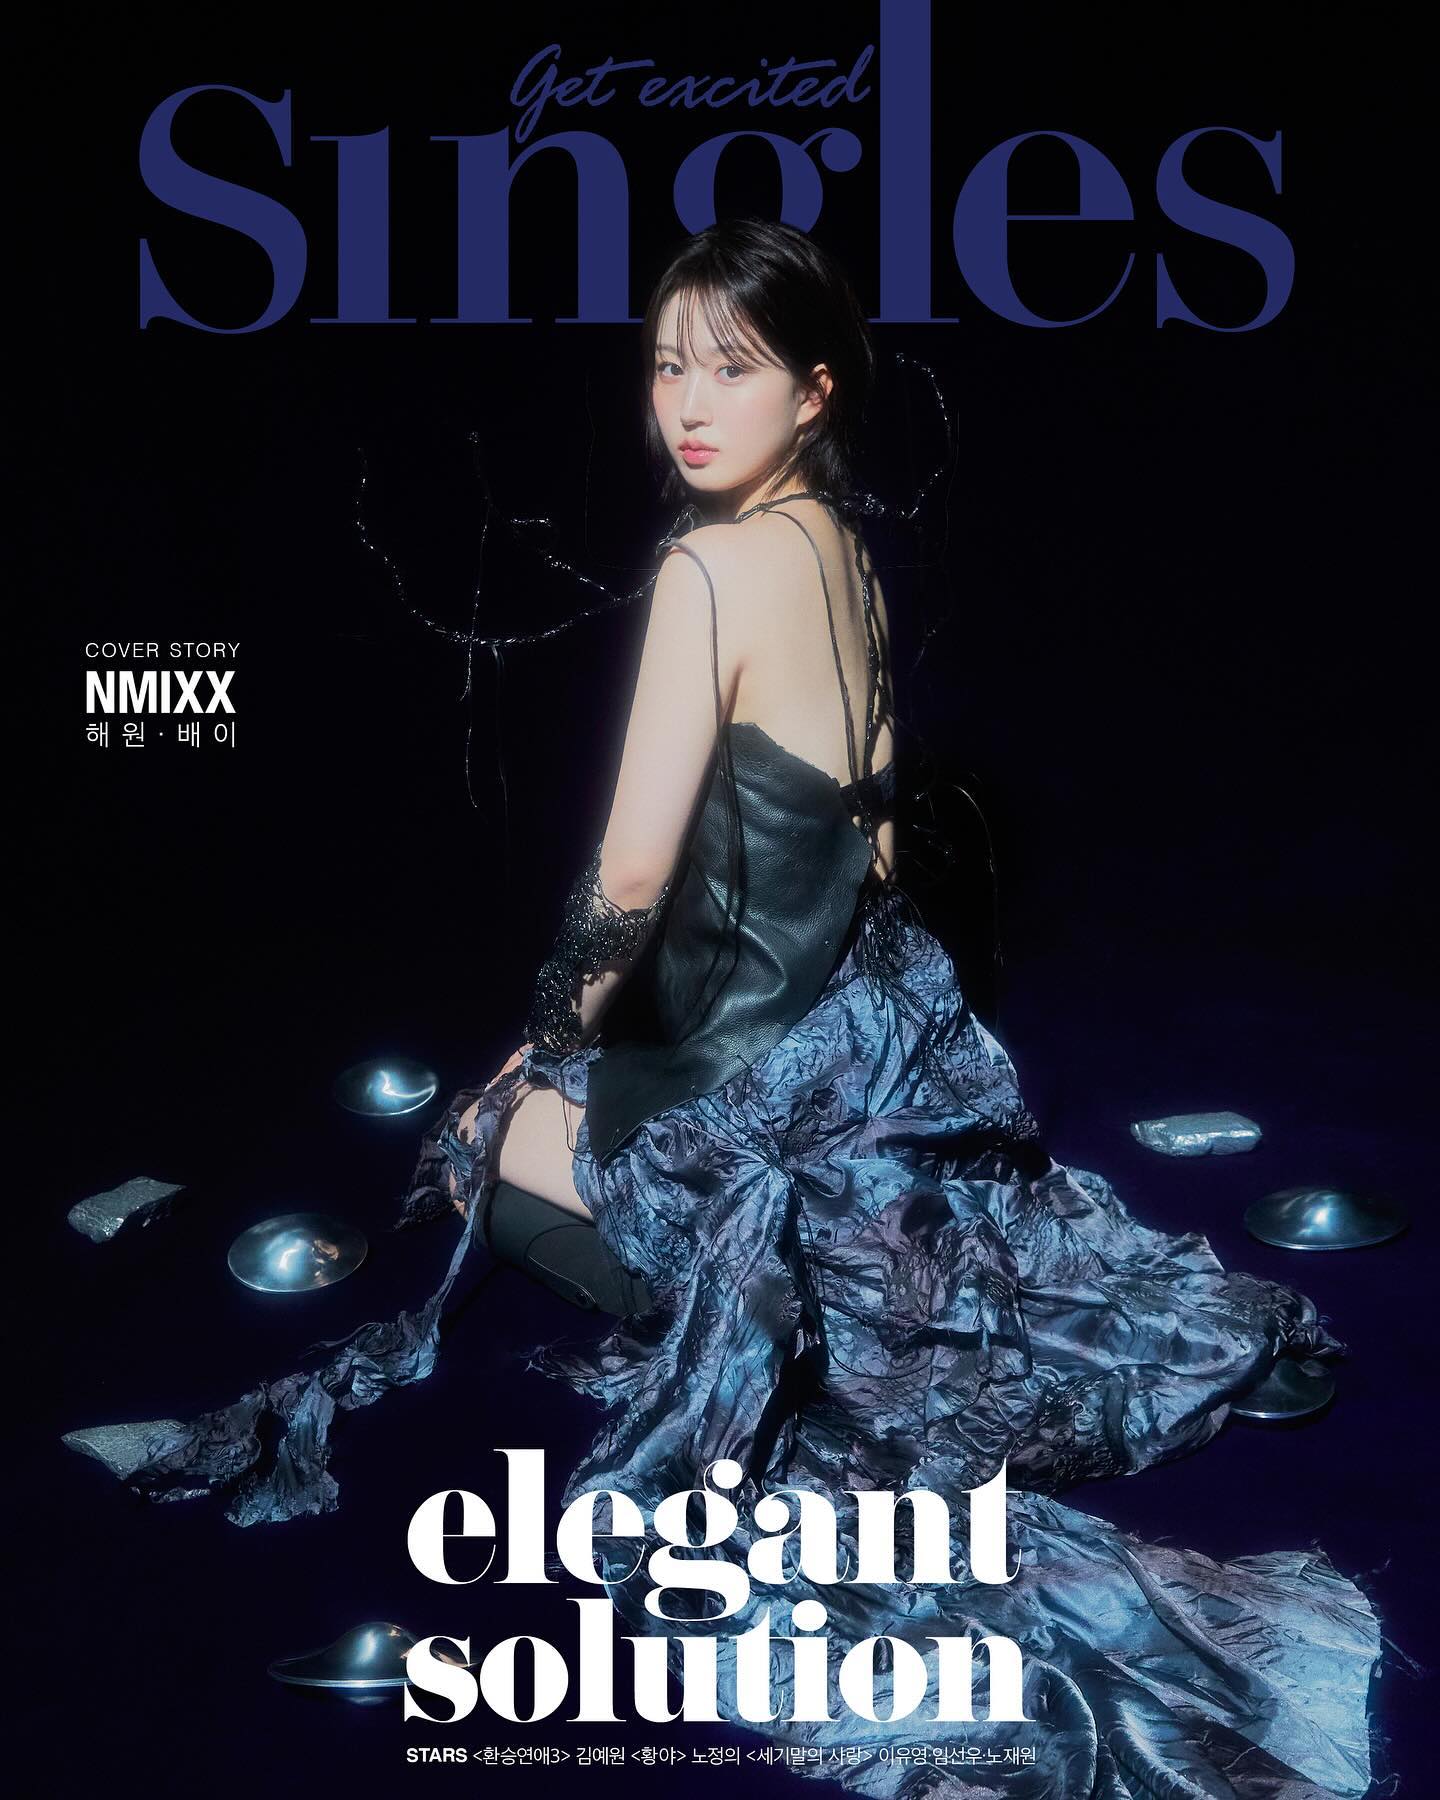 Get excited
Singles
COVER STORY
NMIXX
해원·배이
elegant
solution
STARS <환승연애3> 김예원 <황야> 노정의 <세기말의 사랑> 이유영·임선우·노재원